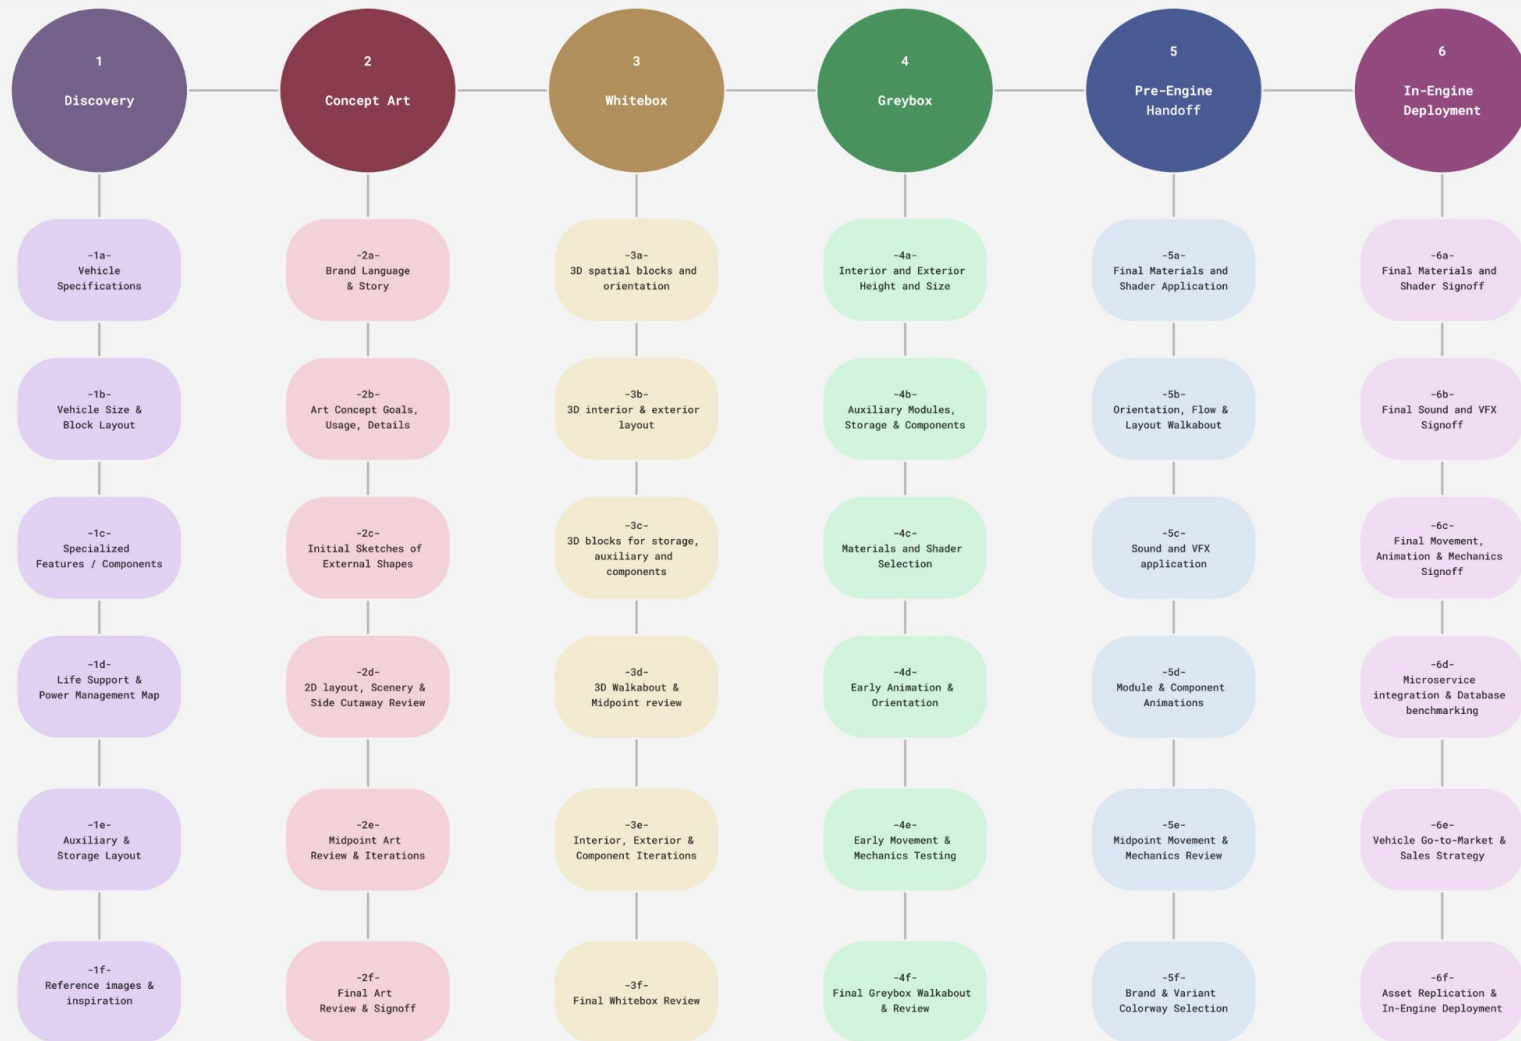 1
Discovery
2
Concept Art
3
Whitebox
4
Greybox
5
Pre-Engine
Handoff
6
In-Engine
Deployment
-1a-
Vehicle
Specifications
-1b-
Vehicle Size &
Block Layout
-1c-
Specialized
Features / Components
-1d-
Life Support &
Power Management Map
-1e-
Auxiliary &
Storage Layout
-1f-
Reference images &
inspiration
-2a-
Brand Language
& Story
-2b-
Art Concept Goals,
Usage, Details
-2c-
Initial Sketches of
External Shapes
-2d-
2D layout, Scenery &
Side Cutaway Review
-2e-
Midpoint Art
Review & Iterations
-2f-
Final Art
Review & Signoff
-3a-
3D spatial blocks and
orientation
-3b-
3D interior & exterior
layout
-3c-
3D blocks for storage,
auxiliary and
components
-3d-
3D Walkabout &
Midpoint review
-3e-
Interior, Exterior &
Component Iterations
-3f-
Final Whitebox Review
-4a-
Interior and Exterior
Height and Size
-4b-
Auxiliary Modules,
Storage & Components
-4c-
Materials and Shader
Selection
-4d-
Early Animation &
Orientation
-4e-
Early Movement &
Mechanics Testing
-4f-
Final Greybox Walkabout
& Review
-5a-
Final Materials and
Shader Application
-5b-
Orientation, Flow &
Layout Walkabout
-5c-
Sound and VFX
application
-5d-
Module & Component
Animations
-5e-
Midpoint Movement &
Mechanics Review
-5f-
Brand & Variant
Colorway Selection
-6a-
Final Materials and
Shader Signoff
-6b-
Final Sound and VFX
Signoff
-6c-
Final Movement,
Animation & Mechanics
Signoff
-6d-
Microservice
integration & Database
benchmarking
-6e-
Vehicle Go-to-Market &
Sales Strategy
-6f-
Asset Replication &
In-Engine Deployment